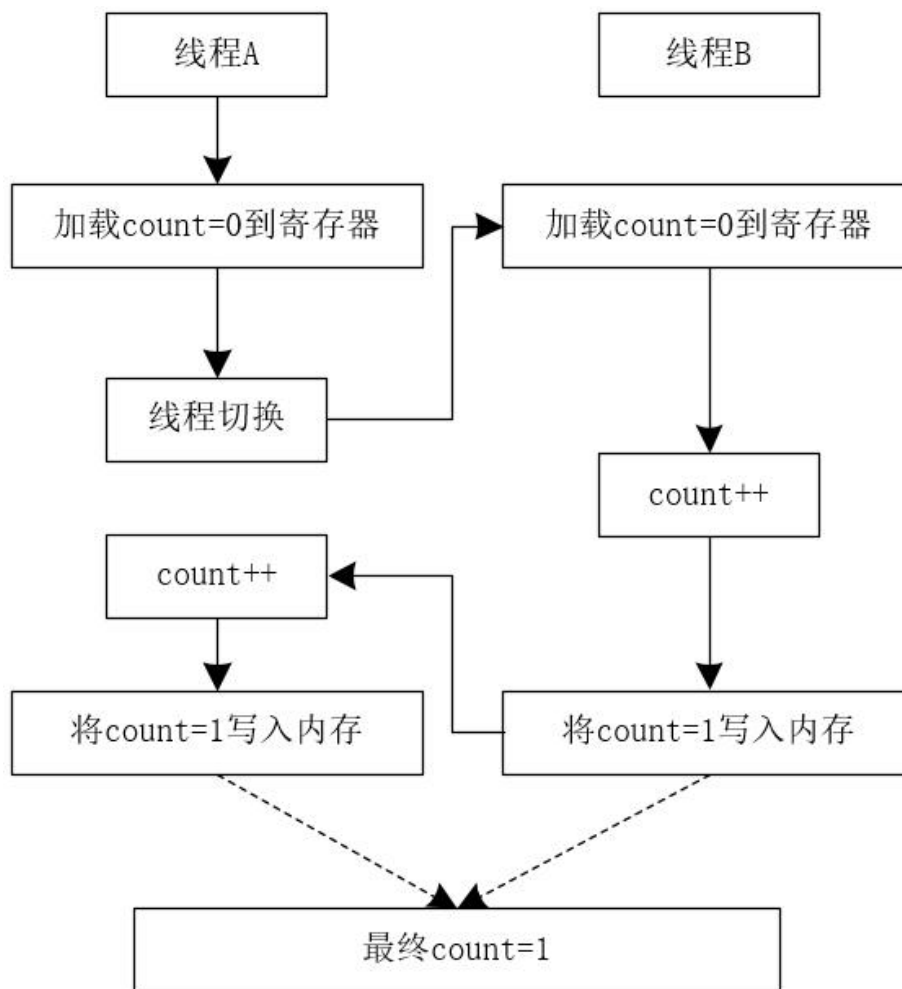 线程A
线程B
加载count=0到寄存器
加载count=0到寄存器
线程切换
count++
count++
将count=1写入内存
将count=1写入内存
最终count=1